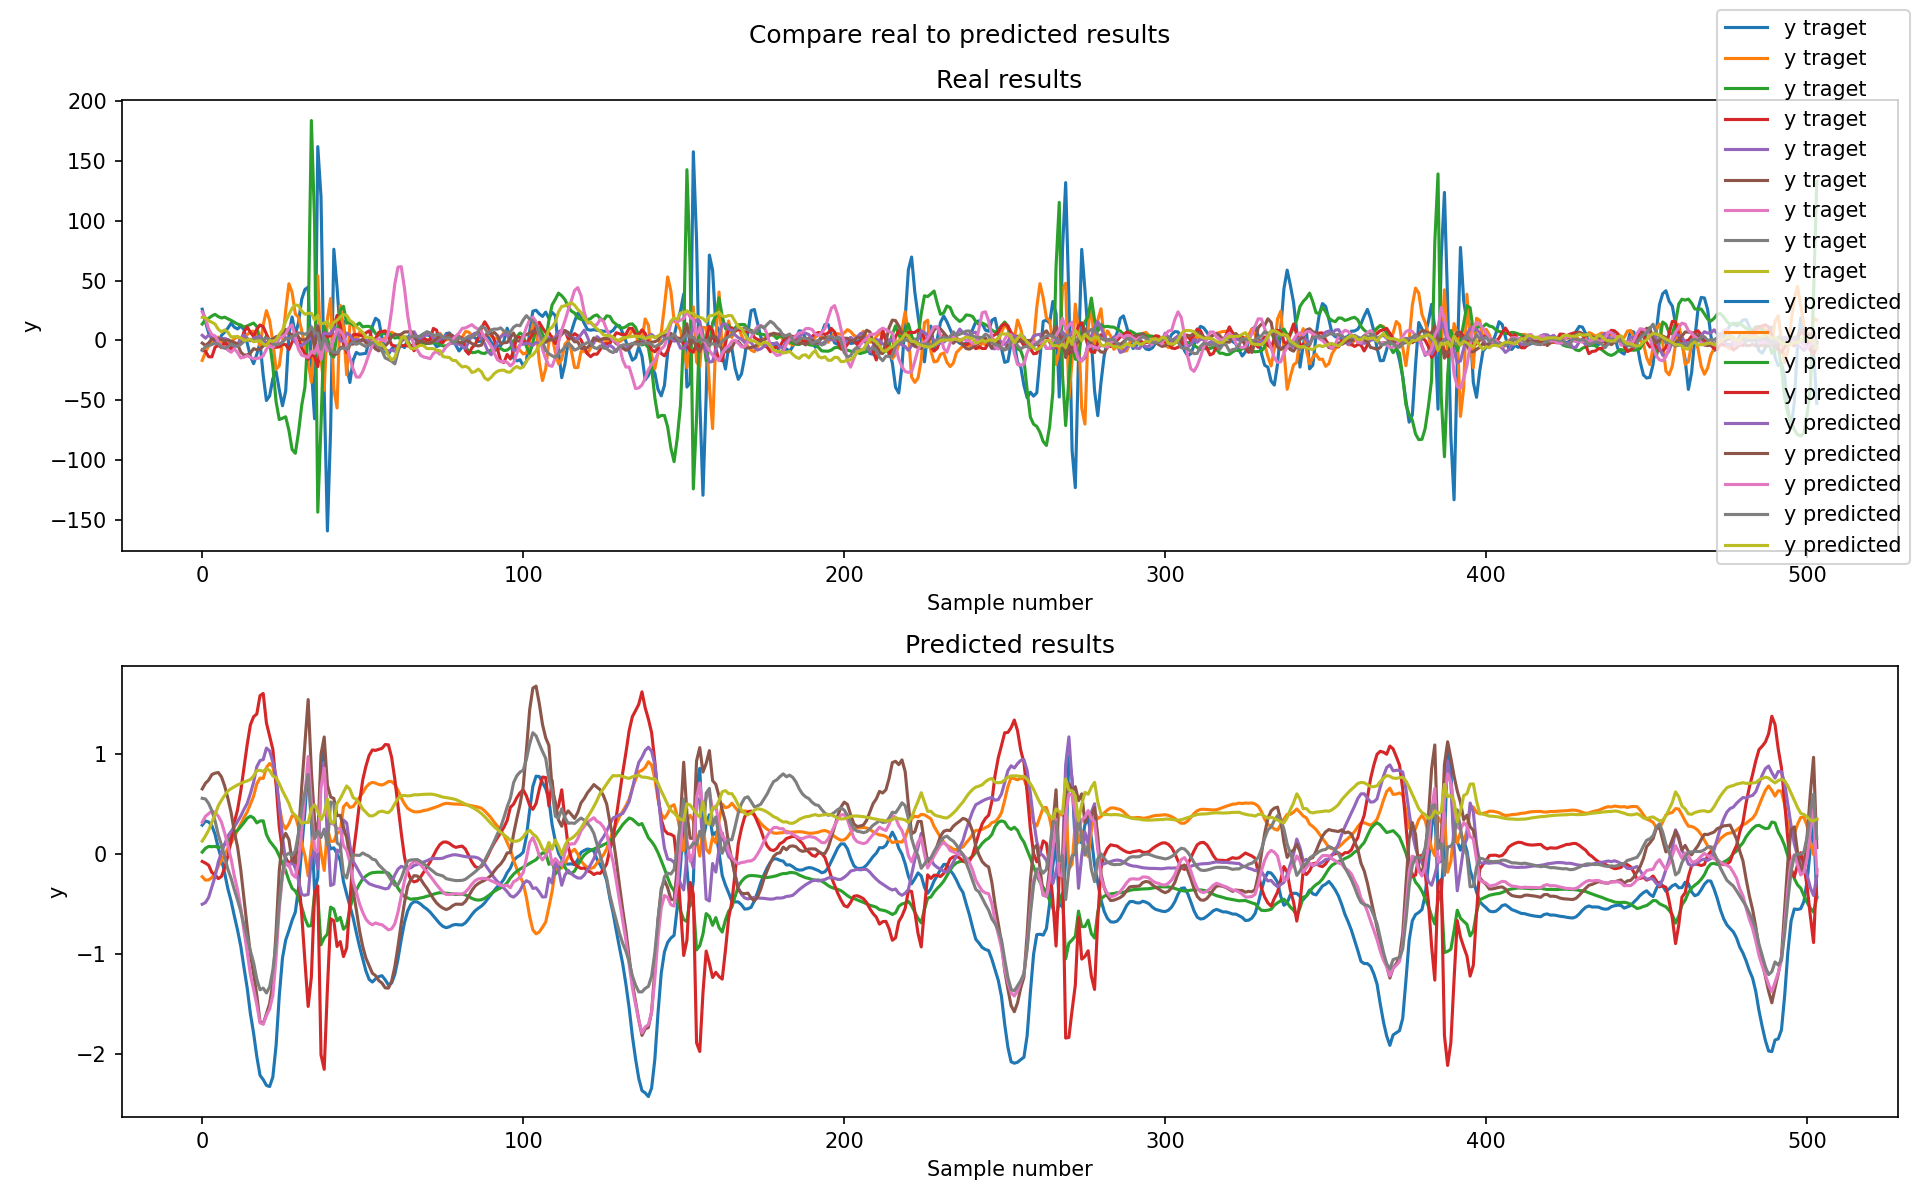 Compare real to predicted results
Real results
y traget
y traget
y traget
y traget
y traget
y traget
y traget
y traget
y traget
y predicted
y predicted
y predicted
y predicted
y predicted
y predicted
y predicted
y predicted
y predicted
200
150
100
50
0
−50
−100
−150
y
0
100
200
300
400
500
Sample number
Predicted results
1
0
−1
−2
y
0
100
200
300
400
500
Sample number